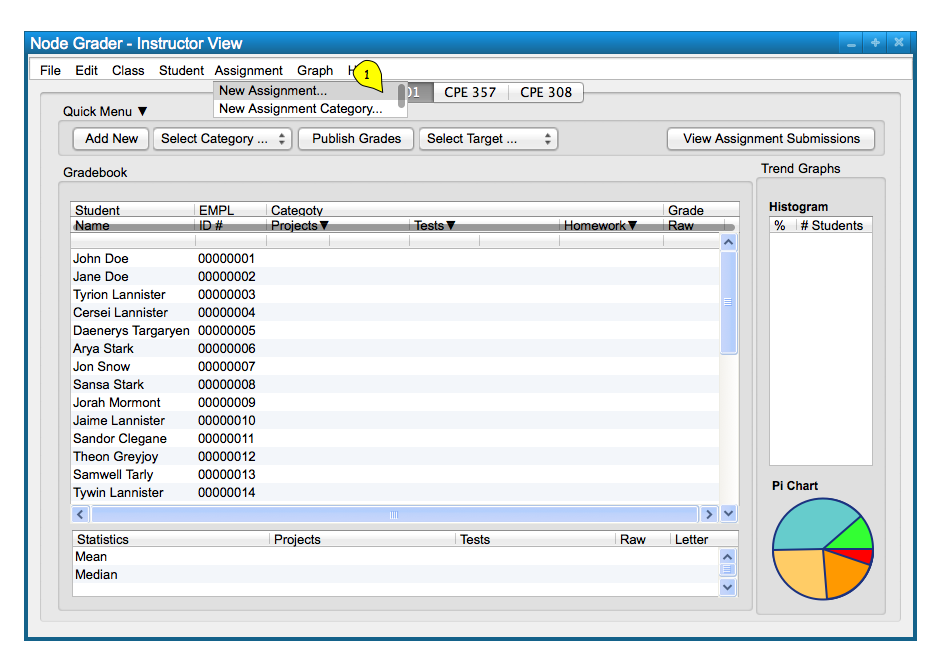 Node Grader - Instructor View
File Edit Class Student Assignment Graph H
1
New Assignment...
New Assignment Category...
01 CPE 357 CPE 308
Quick Menu ▼
Add New Select Category ... Publish Grades Select Target ... View Assignment Submissions
Gradebook
Trend Graphs
Student EMPL Categoty Grade
Name ID # Projects▼ Tests▼ Homework▼ Raw
John Doe 00000001
Jane Doe 00000002
Tyrion Lannister 00000003
Cersei Lannister 00000004
Daenerys Targaryen 00000005
Arya Stark 00000006
Jon Snow 00000007
Sansa Stark 00000008
Jorah Mormont 00000009
Jaime Lannister 00000010
Sandor Clegane 00000011
Theon Greyjoy 00000012
Samwell Tarly 00000013
Tywin Lannister 00000014
Statistics Projects Tests Raw Letter
Mean
Median
Histogram
% # Students
Pi Chart